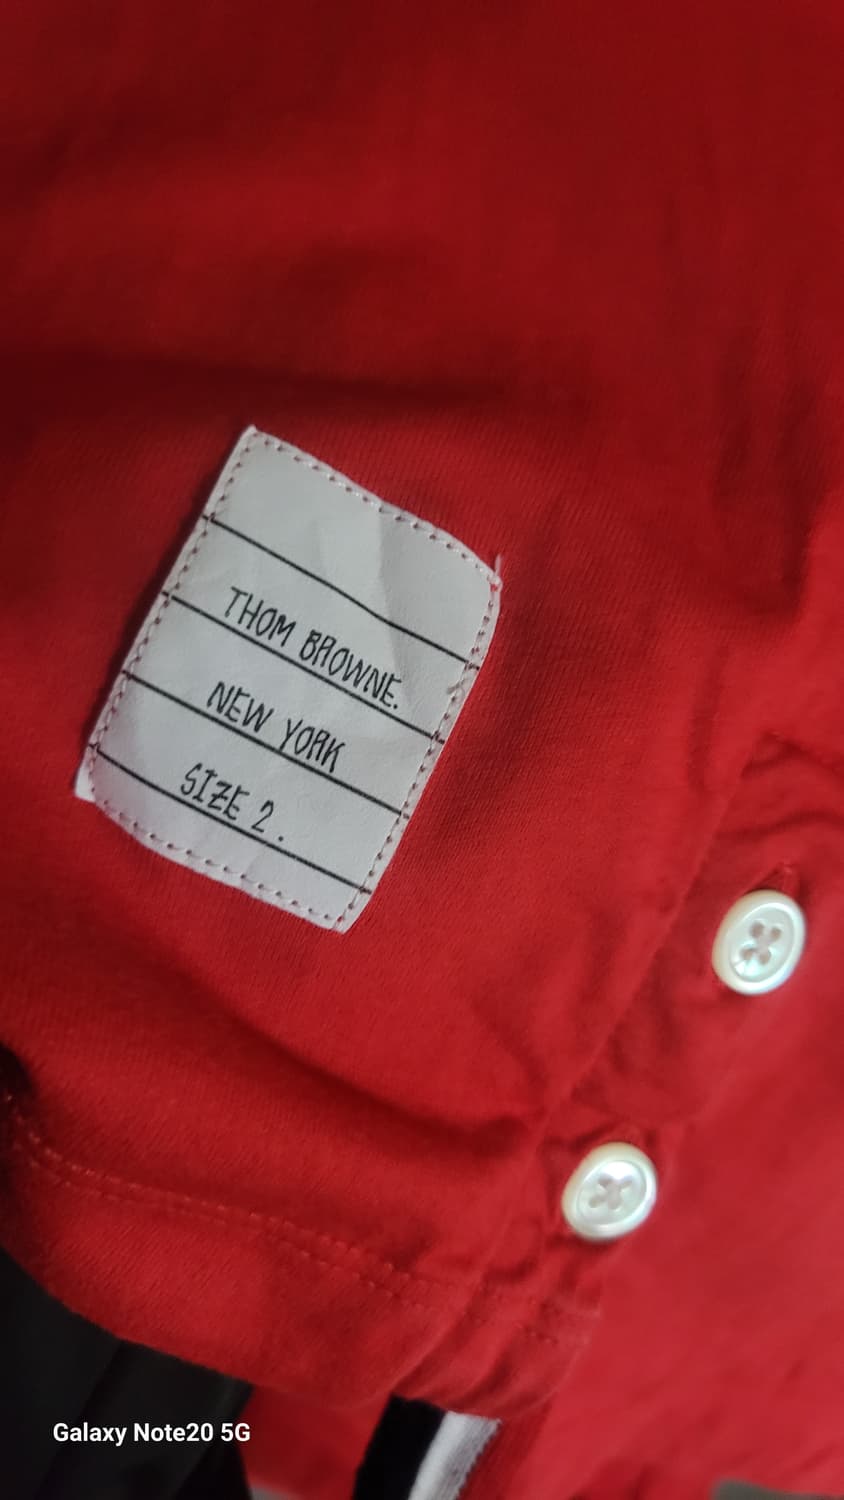 THOM BROWNE.
NEW YORK
SIZE 2.
Galaxy Note20 5G